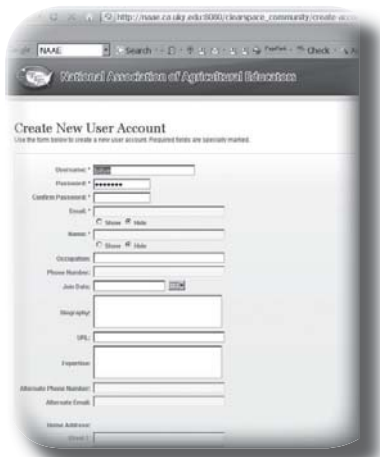 http://naae.ca.uky.edu:8080/clearspace_community/create-acco
NAAE Search Check
National Association of Agricultural Educators
Create New User Account
Use the form below to create a new user account. Required fields are specially marked.
Username: *
Password: * •••••••
Confirm Password: *
Email: *
Show Hide
Name: *
Show Hide
Occupation:
Phone Number:
Join Date:
Biography:
URL:
Expertise:
Alternate Phone Number:
Alternate Email:
Home Address:
Street 1: